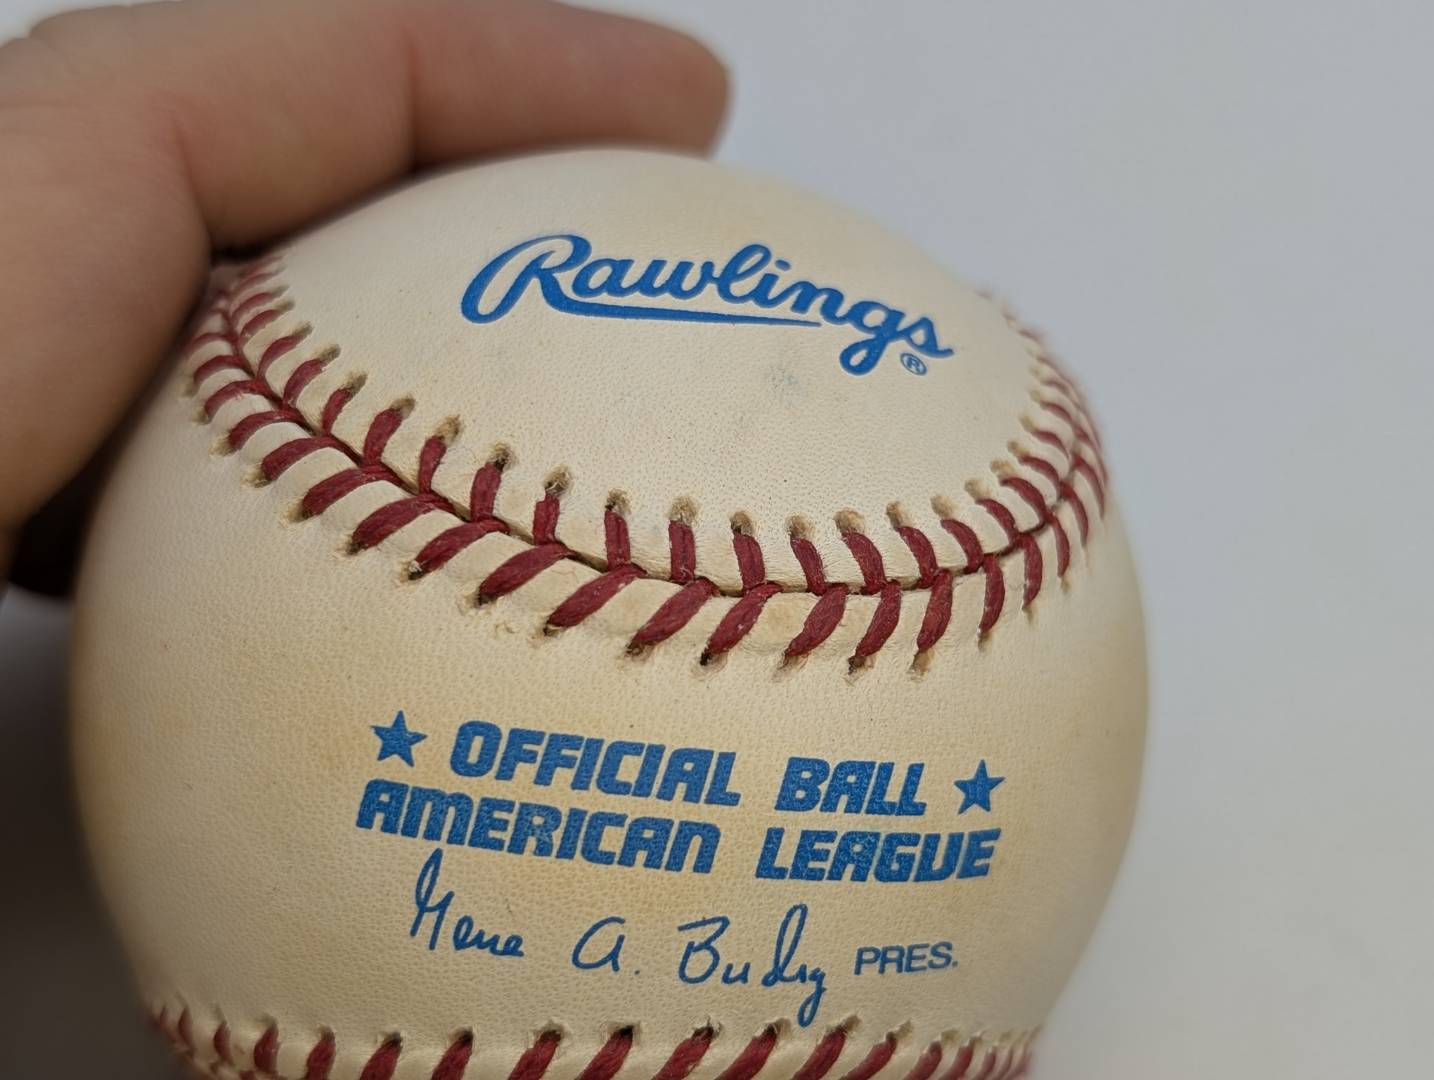 Rawlings®
★ OFFICIAL BALL ★
AMERICAN LEAGUE
Gene A. Budig PRES.